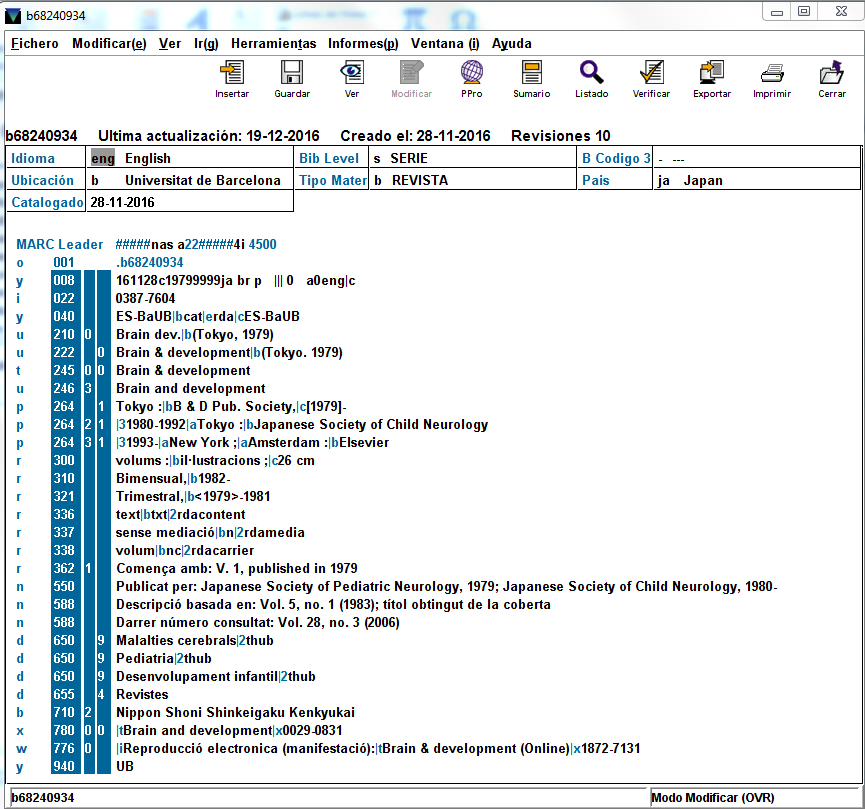 b68240934
Fichero Modificar(e) Ver Ir(g) Herramientas Informes(p) Ventana (i) Ayuda
Insertar Guardar Ver Modificar PPro Sumario Listado Verificar Exportar Imprimir Cerrar
b68240934 Ultima actualización: 19-12-2016 Creado el: 28-11-2016 Revisiones 10
Idioma eng English Bib Level s SERIE B Codigo 3 - ---
Ubicación b Universitat de Barcelona Tipo Mater b REVISTA Pais ja Japan
Catalogado 28-11-2016
MARC Leader #####nas a22#####4i 4500
o 001 .b68240934
y 008 161128c19799999ja br p ||| 0 a0eng|c
i 022 0387-7604
y 040 ES-BaUB|bcat|erda|cES-BaUB
u 210 0 Brain dev.|b(Tokyo, 1979)
u 222 0 Brain & development|b(Tokyo. 1979)
t 245 0 0 Brain & development
u 246 3 Brain and development
p 264 1 Tokyo :|bB & D Pub. Society,|c[1979]-
p 264 2 1 |31980-1992|aTokyo :|bJapanese Society of Child Neurology
p 264 3 1 |31993-|aNew York ;|aAmsterdam :|bElsevier
r 300 volums :|bil·lustracions ;|c26 cm
r 310 Bimensual,|b1982-
r 321 Trimestral,|b<1979>-1981
r 336 text|btxt|2rdacontent
r 337 sense mediació|bn|2rdamedia
r 338 volum|bnc|2rdacarrier
r 362 1 Comença amb: V. 1, published in 1979
n 550 Publicat per: Japanese Society of Pediatric Neurology, 1979; Japanese Society of Child Neurology, 1980-
n 588 Descripció basada en: Vol. 5, no. 1 (1983); títol obtingut de la coberta
n 588 Darrer número consultat: Vol. 28, no. 3 (2006)
d 650 9 Malalties cerebrals|2thub
d 650 9 Pediatria|2thub
d 650 9 Desenvolupament infantil|2thub
d 655 4 Revistes
b 710 2 Nippon Shoni Shinkeigaku Kenkyukai
x 780 0 0 |tBrain and development|x0029-0831
w 776 0 |iReproducció electronica (manifestació):|tBrain & development (Online)|x1872-7131
y 940 UB
b68240934 Modo Modificar (OVR)